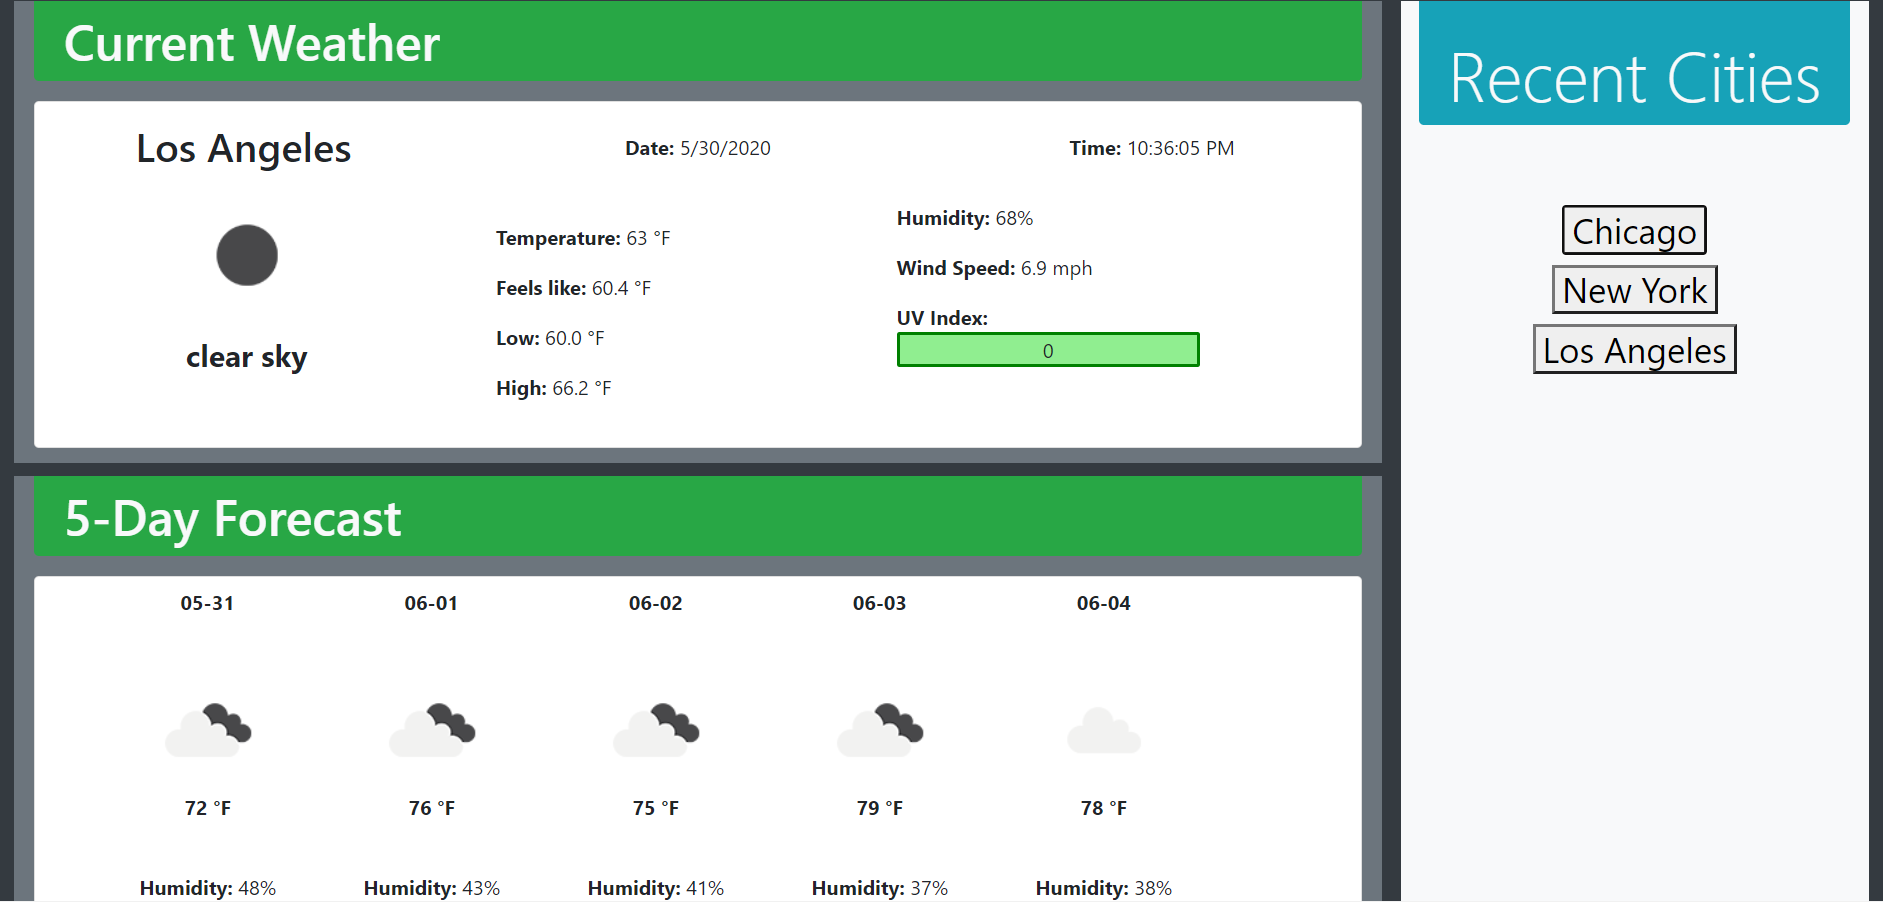 Current Weather
Los Angeles
Date: 5/30/2020
Time: 10:36:05 PM
clear sky
Temperature: 63 °F
Feels like: 60.4 °F
Low: 60.0 °F
High: 66.2 °F
Humidity: 68%
Wind Speed: 6.9 mph
UV Index:
0
5-Day Forecast
05-31
06-01
06-02
06-03
06-04
72 °F
76 °F
75 °F
79 °F
78 °F
Humidity: 48%
Humidity: 43%
Humidity: 41%
Humidity: 37%
Humidity: 38%
Recent Cities
Chicago
New York
Los Angeles